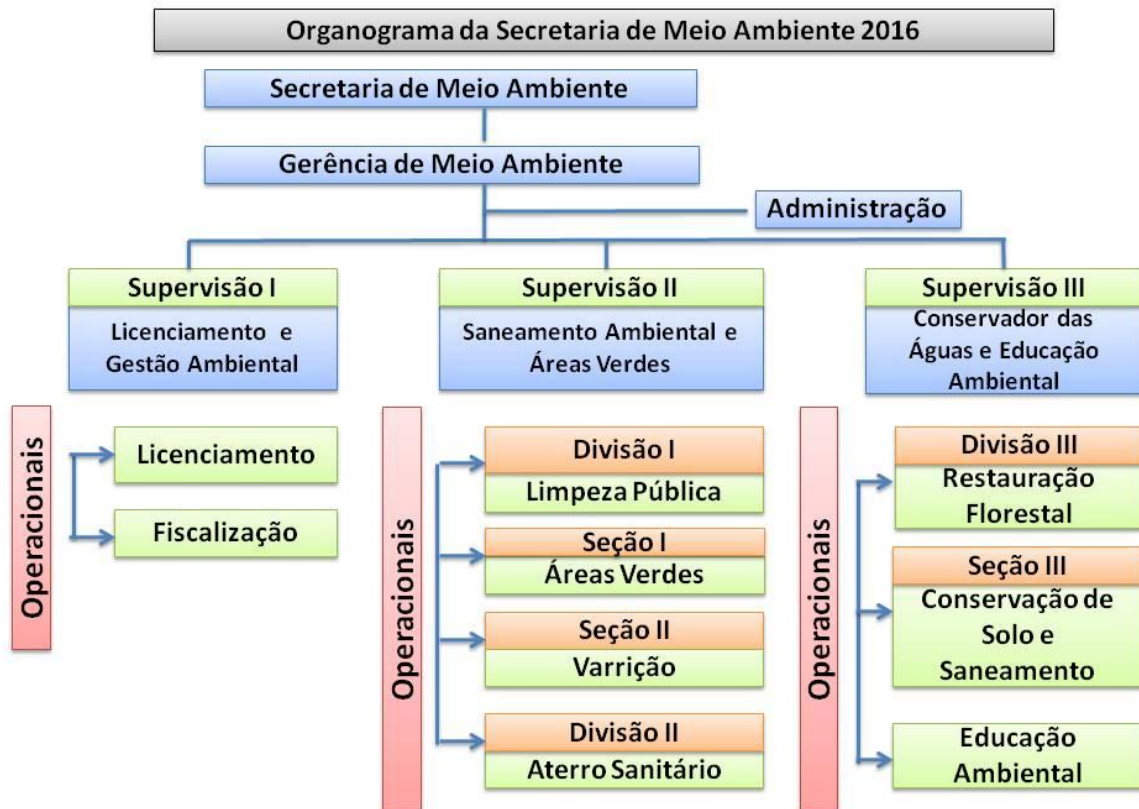 Organograma da Secretaria de Meio Ambiente 2016
Secretaria de Meio Ambiente
Gerência de Meio Ambiente
Administração
Supervisão I
Licenciamento e
Gestão Ambiental
Operacionais
Licenciamento
Fiscalização
Supervisão II
Saneamento Ambiental e
Áreas Verdes
Operacionais
Divisão I
Limpeza Pública
Seção I
Áreas Verdes
Seção II
Varrição
Divisão II
Aterro Sanitário
Supervisão III
Conservador das
Águas e Educação
Ambiental
Operacionais
Divisão III
Restauração
Florestal
Seção III
Conservação de
Solo e
Saneamento
Educação
Ambiental